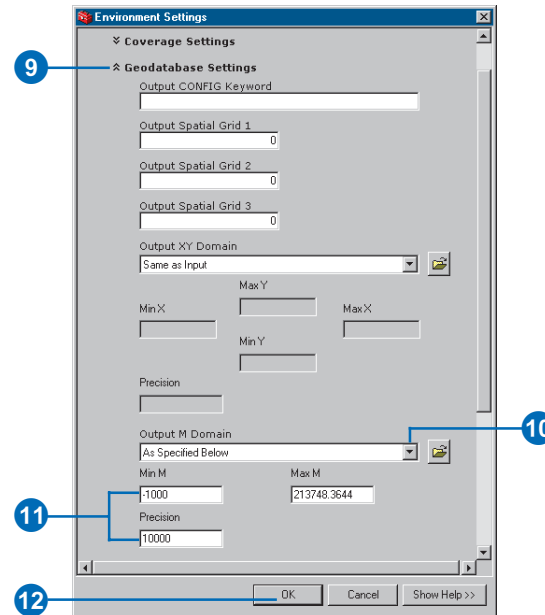 Environment Settings
Coverage Settings
9
Geodatabase Settings
Output CONFIG Keyword
Output Spatial Grid 1
0
Output Spatial Grid 2
0
Output Spatial Grid 3
0
Output XY Domain
Same as Input
Max Y
Min X
Max X
Min Y
Precision
Output M Domain
10
As Specified Below
Min M
Max M
-1000
213748.3644
11
Precision
10000
12
OK
Cancel
Show Help >>